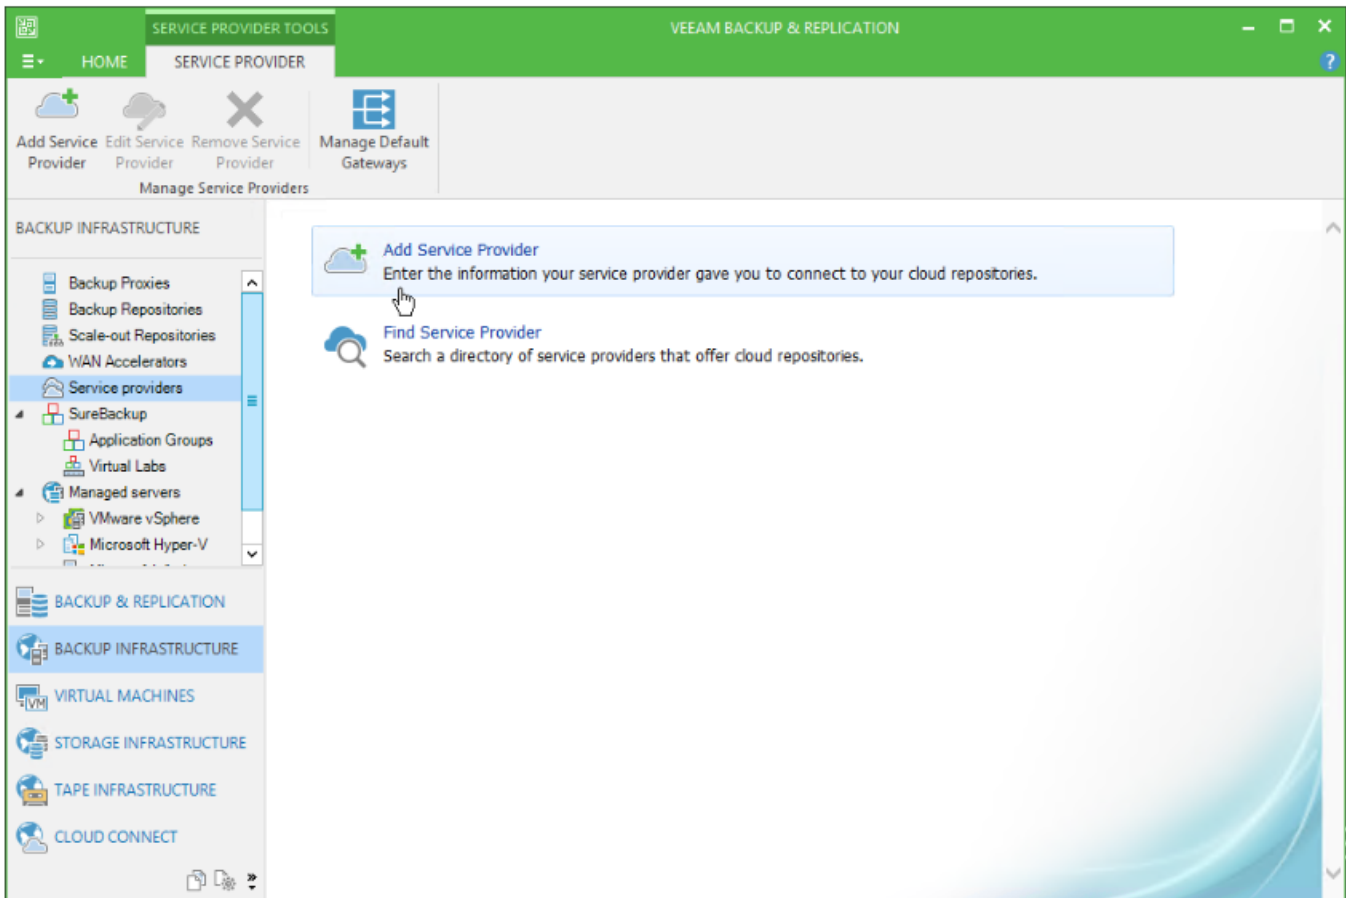 SERVICE PROVIDER TOOLS
VEEAM BACKUP & REPLICATION
HOME
SERVICE PROVIDER
?
Add Service Provider
Edit Service Provider
Remove Service Provider
Manage Default Gateways
Manage Service Providers
BACKUP INFRASTRUCTURE
Backup Proxies
Backup Repositories
Scale-out Repositories
WAN Accelerators
Service providers
SureBackup
Application Groups
Virtual Labs
Managed servers
VMware vSphere
Microsoft Hyper-V
BACKUP & REPLICATION
BACKUP INFRASTRUCTURE
VM
VIRTUAL MACHINES
STORAGE INFRASTRUCTURE
TAPE INFRASTRUCTURE
CLOUD CONNECT
Add Service Provider
Enter the information your service provider gave you to connect to your cloud repositories.
Find Service Provider
Search a directory of service providers that offer cloud repositories.